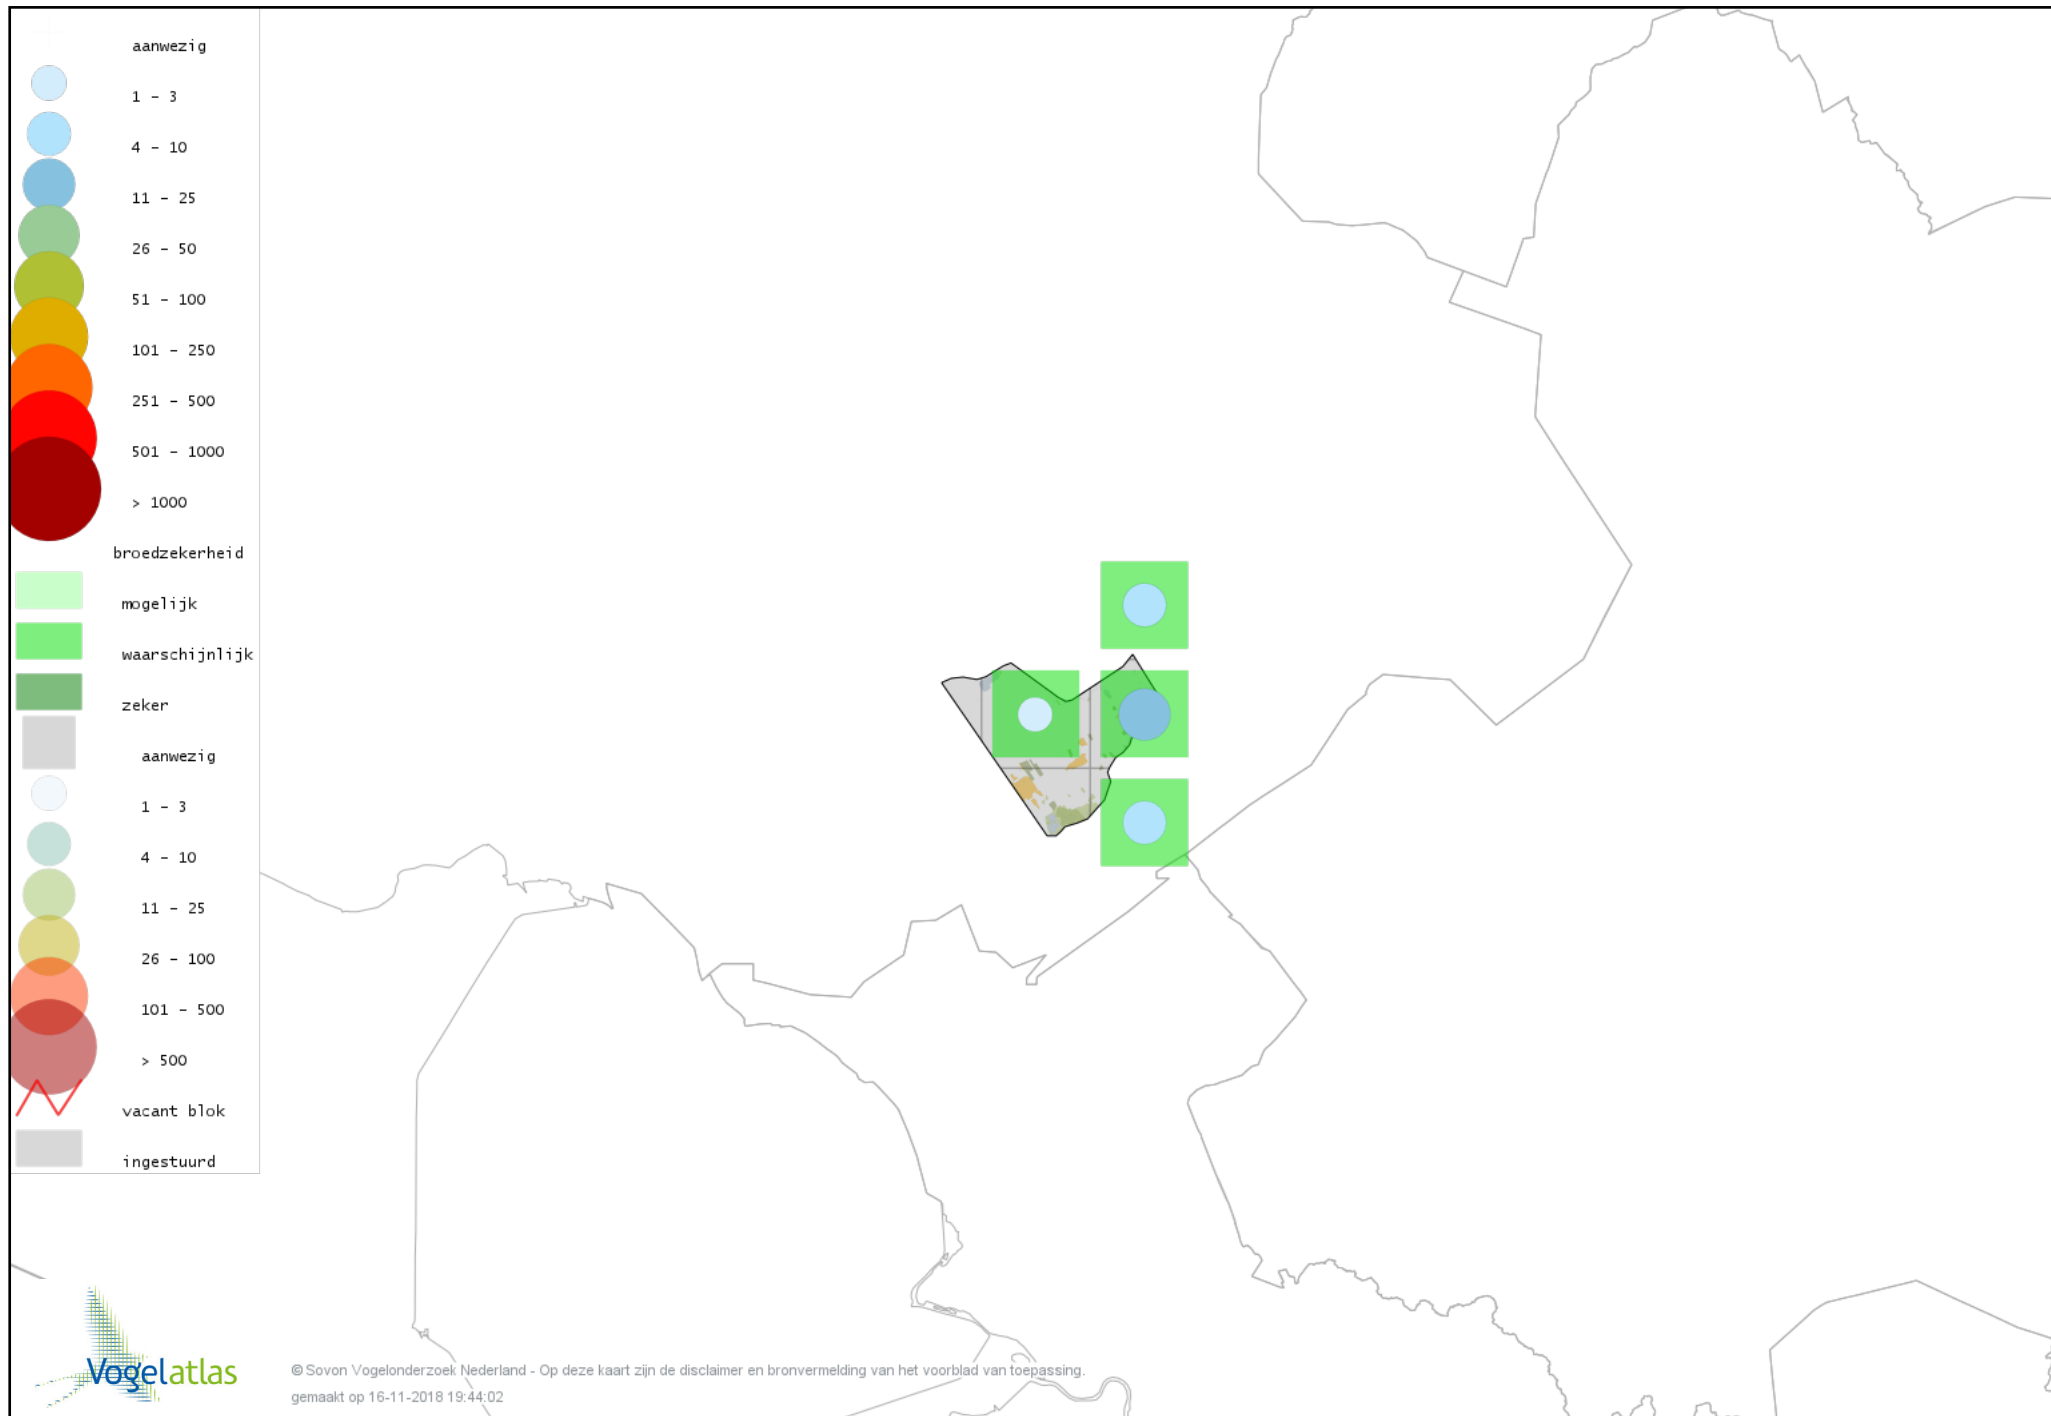 aanwezig
1 - 3
4 - 10
11 - 25
26 - 50
51 - 100
101 - 250
251 - 500
501 - 1000
> 1000
broedzekerheid
mogelijk
waarschijnlijk
zeker
aanwezig
1 - 3
4 - 10
11 - 25
26 - 100
101 - 500
> 500
vacant blok
ingestuurd
Vogelatlas
© Sovon Vogelonderzoek Nederland - Op deze kaart zijn de disclaimer en bronvermelding van het voorblad van toepassing.
gemaakt op 16-11-2018 19:44:02